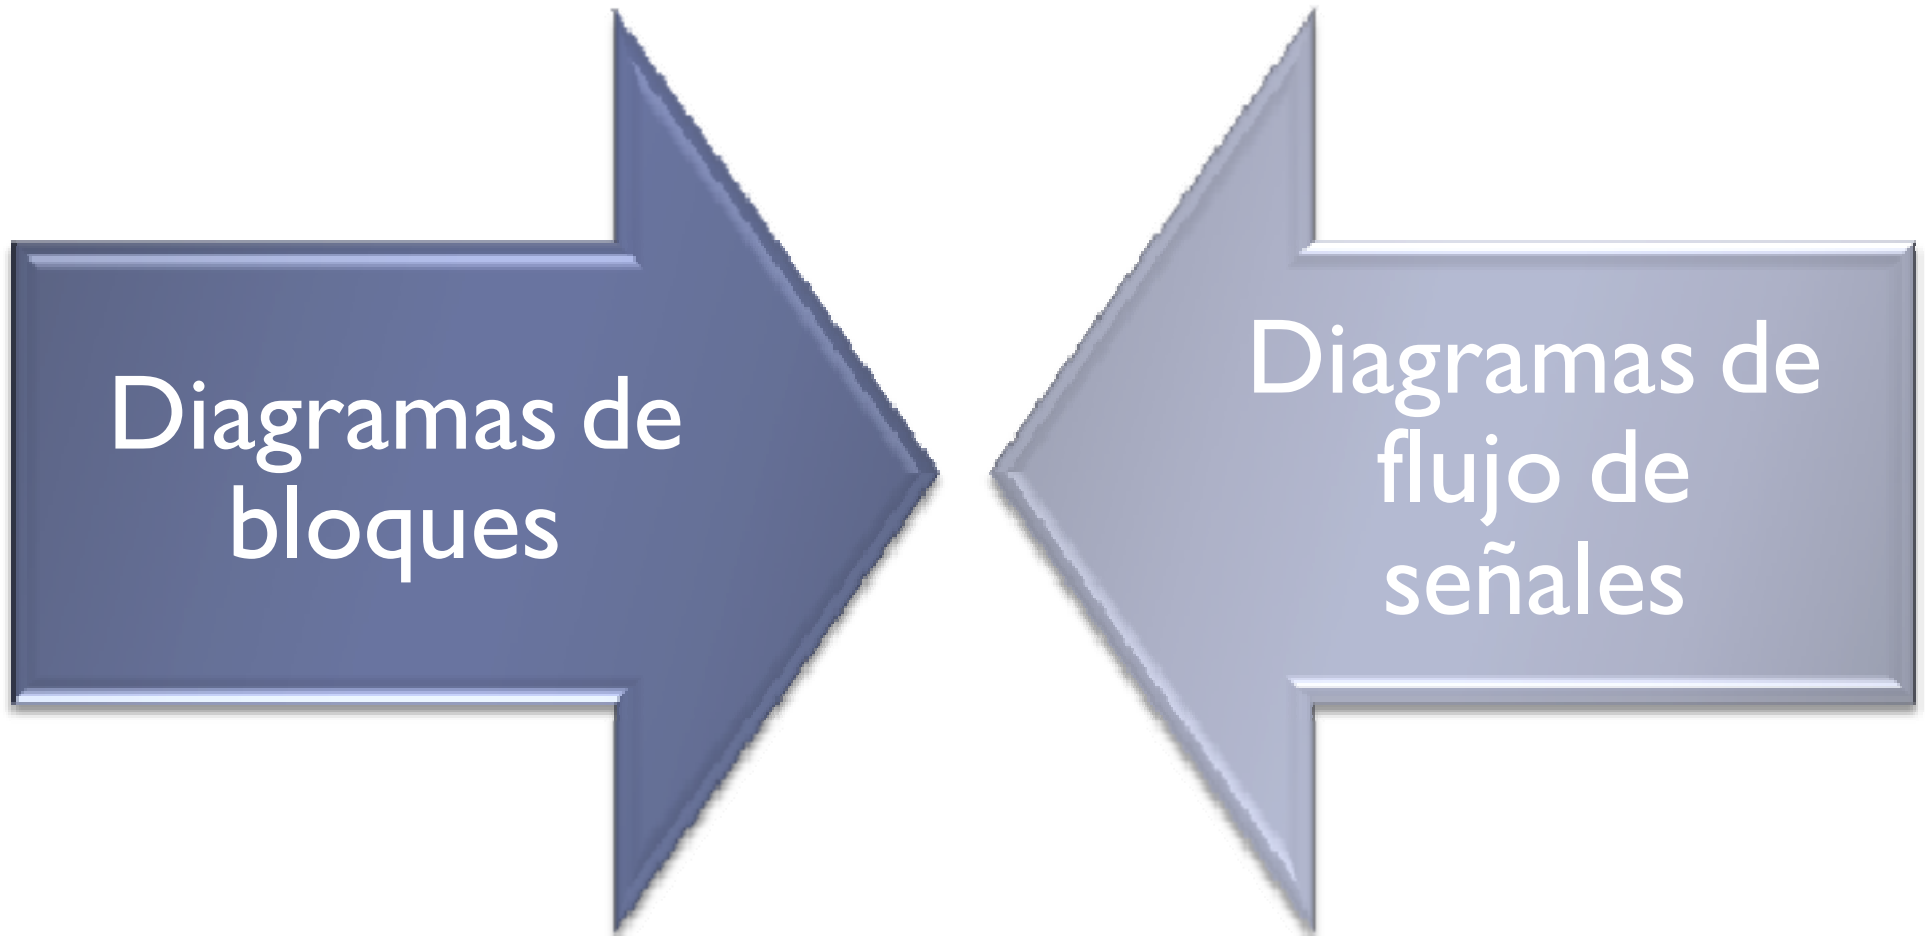 Diagramas de
bloques
Diagramas de
flujo de
señales